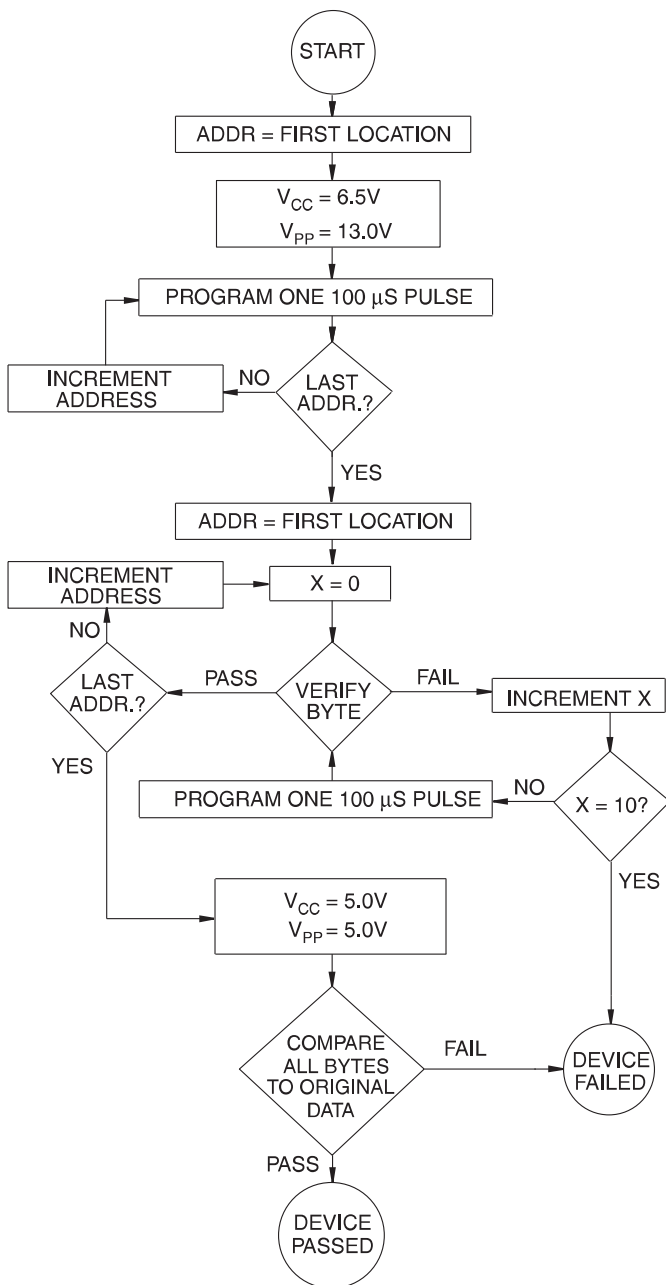 START
ADDR = FIRST LOCATION
VCC = 6.5V
VPP = 13.0V
PROGRAM ONE 100 μS PULSE
INCREMENT
ADDRESS
NO
LAST
ADDR.?
YES
ADDR = FIRST LOCATION
INCREMENT
ADDRESS
X = 0
NO
LAST
ADDR.?
PASS
VERIFY
BYTE
FAIL
INCREMENT X
YES
PROGRAM ONE 100 μS PULSE
NO
X = 10?
YES
VCC = 5.0V
VPP = 5.0V
COMPARE
ALL BYTES
TO ORIGINAL
DATA
FAIL
DEVICE
FAILED
PASS
DEVICE
PASSED